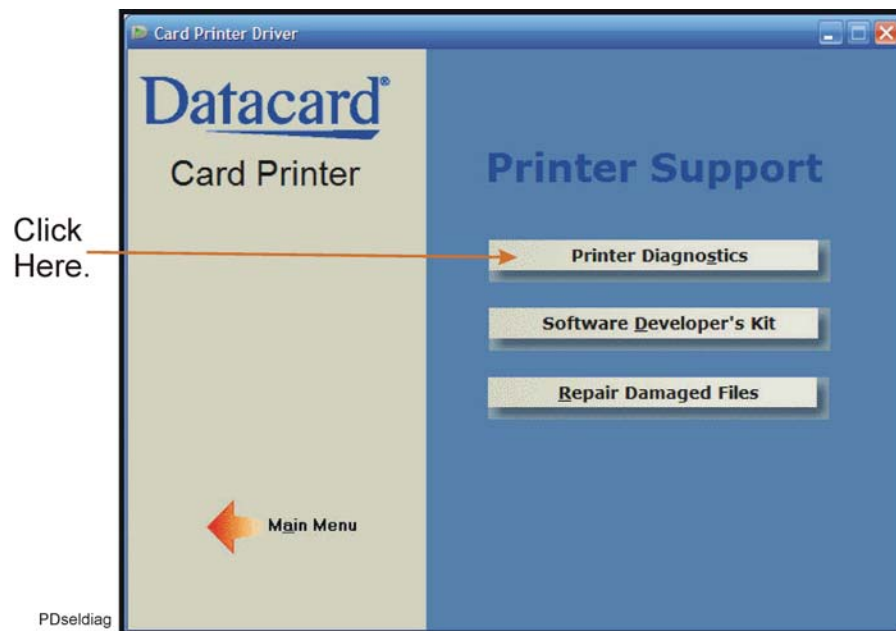 Card Printer Driver
Datacard®
Card Printer
Printer Support
Click
Here.
Printer Diagnostics
Software Developer's Kit
Repair Damaged Files
Main Menu
PDseldiag